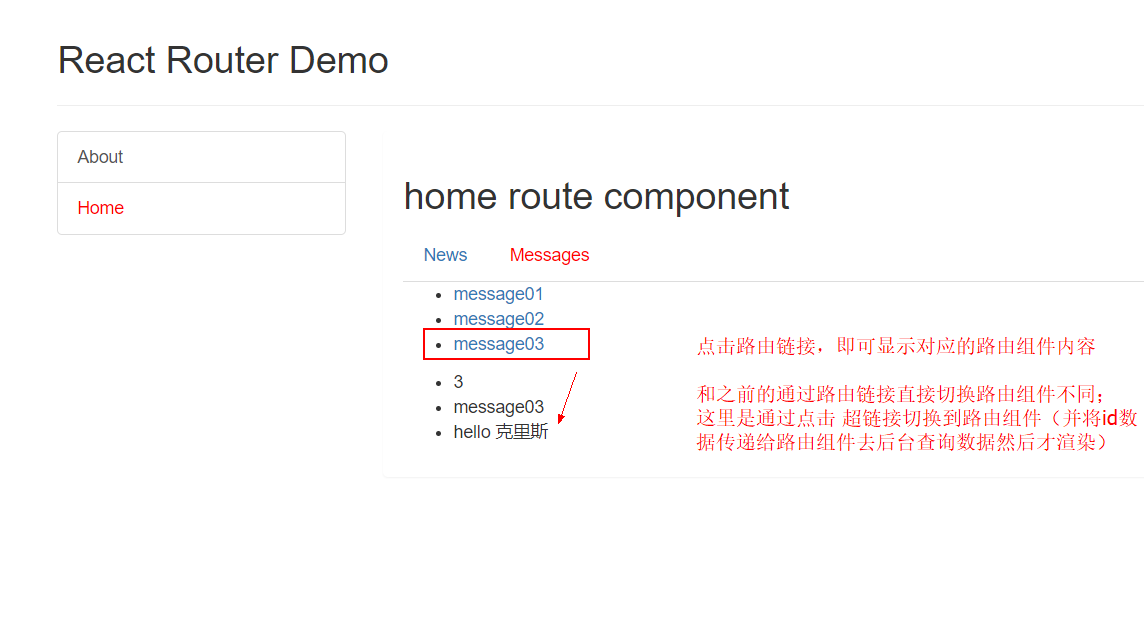 React Router Demo
About
Home
home route component
News
Messages
message01
message02
message03
3
message03
hello 克里斯
点击路由链接，即可显示对应的路由组件内容
和之前的通过路由链接直接切换路由组件不同；
这里是通过点击 超链接切换到路由组件（并将id数
据传递给路由组件去后台查询数据然后才渲染）